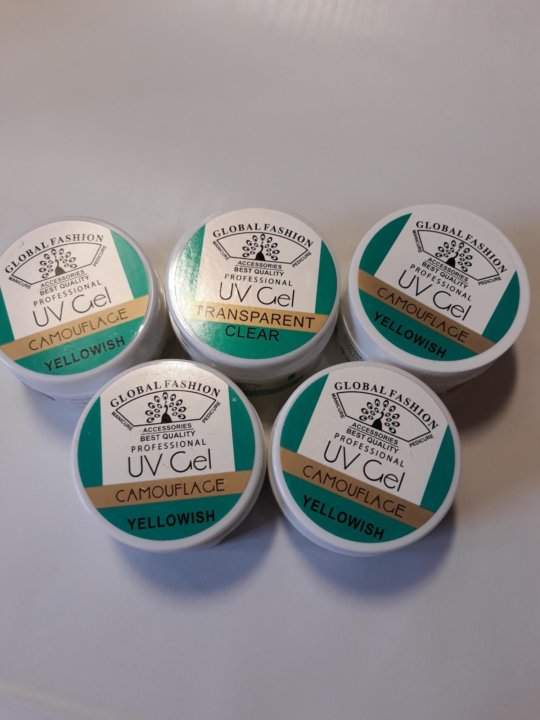 GLOBAL FASHION
MANICURE
PEDICURE
ACCESSORIES
BEST QUALITY
PROFESSIONAL
UV Gel
CAMOUFLAGE
YELLOWISH
GLOBAL FASHION
MANICURE
PEDICURE
ACCESSORIES
BEST QUALITY
PROFESSIONAL
UV Gel
TRANSPARENT
CLEAR
GLOBAL FASHION
MANICURE
PEDICURE
ACCESSORIES
BEST QUALITY
PROFESSIONAL
UV Gel
CAMOUFLAGE
YELLOWISH
GLOBAL FASHION
MANICURE
PEDICURE
ACCESSORIES
BEST QUALITY
PROFESSIONAL
UV Gel
CAMOUFLAGE
YELLOWISH
GLOBAL FASHION
MANICURE
PEDICURE
ACCESSORIES
BEST QUALITY
PROFESSIONAL
UV Gel
CAMOUFLAGE
YELLOWISH